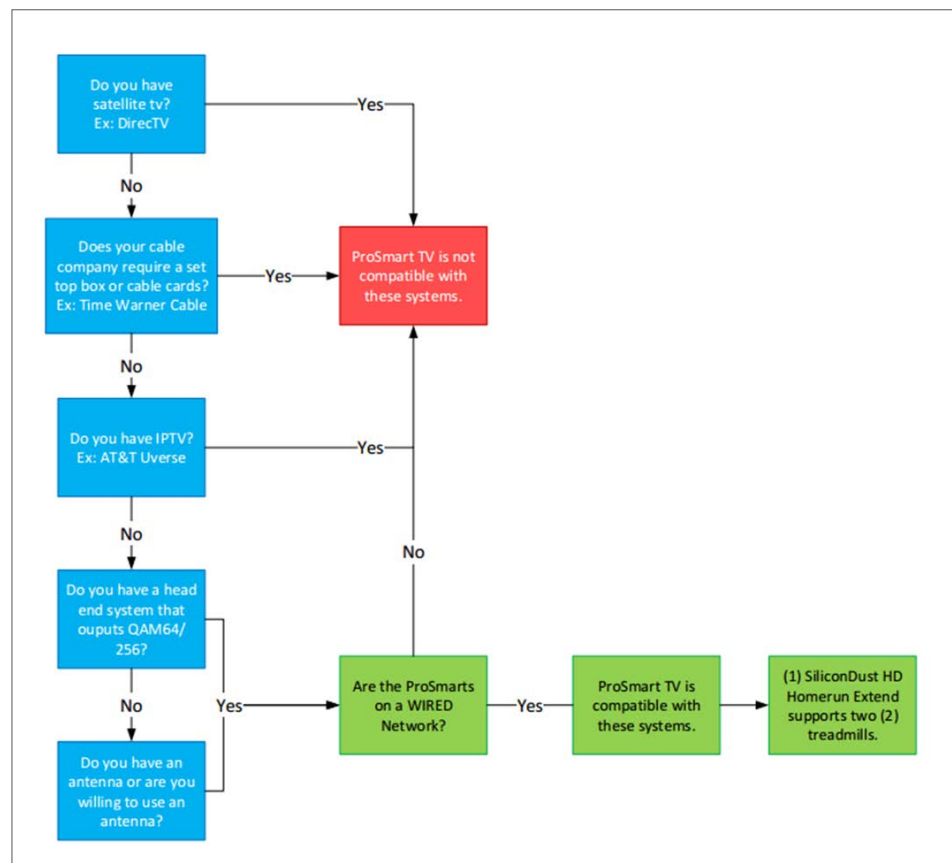 Do you have
satellite tv?
Ex: DirecTV
Yes
No
Does your cable
company require a set
top box or cable cards?
Ex: Time Warner Cable
Yes
ProSmart TV is not
compatible with
these systems.
No
Do you have IPTV?
Ex: AT&T Uverse
Yes
No
No
Do you have a head
end system that
ouputs QAM64/
256?
No
Yes
Are the ProSmarts
on a WIRED
Network?
Yes
ProSmart TV is
compatible with
these systems.
(1) SiliconDust HD
Homerun Extend
supports two (2)
treadmills.
Do you have an
antenna or are you
willing to use an
antenna?